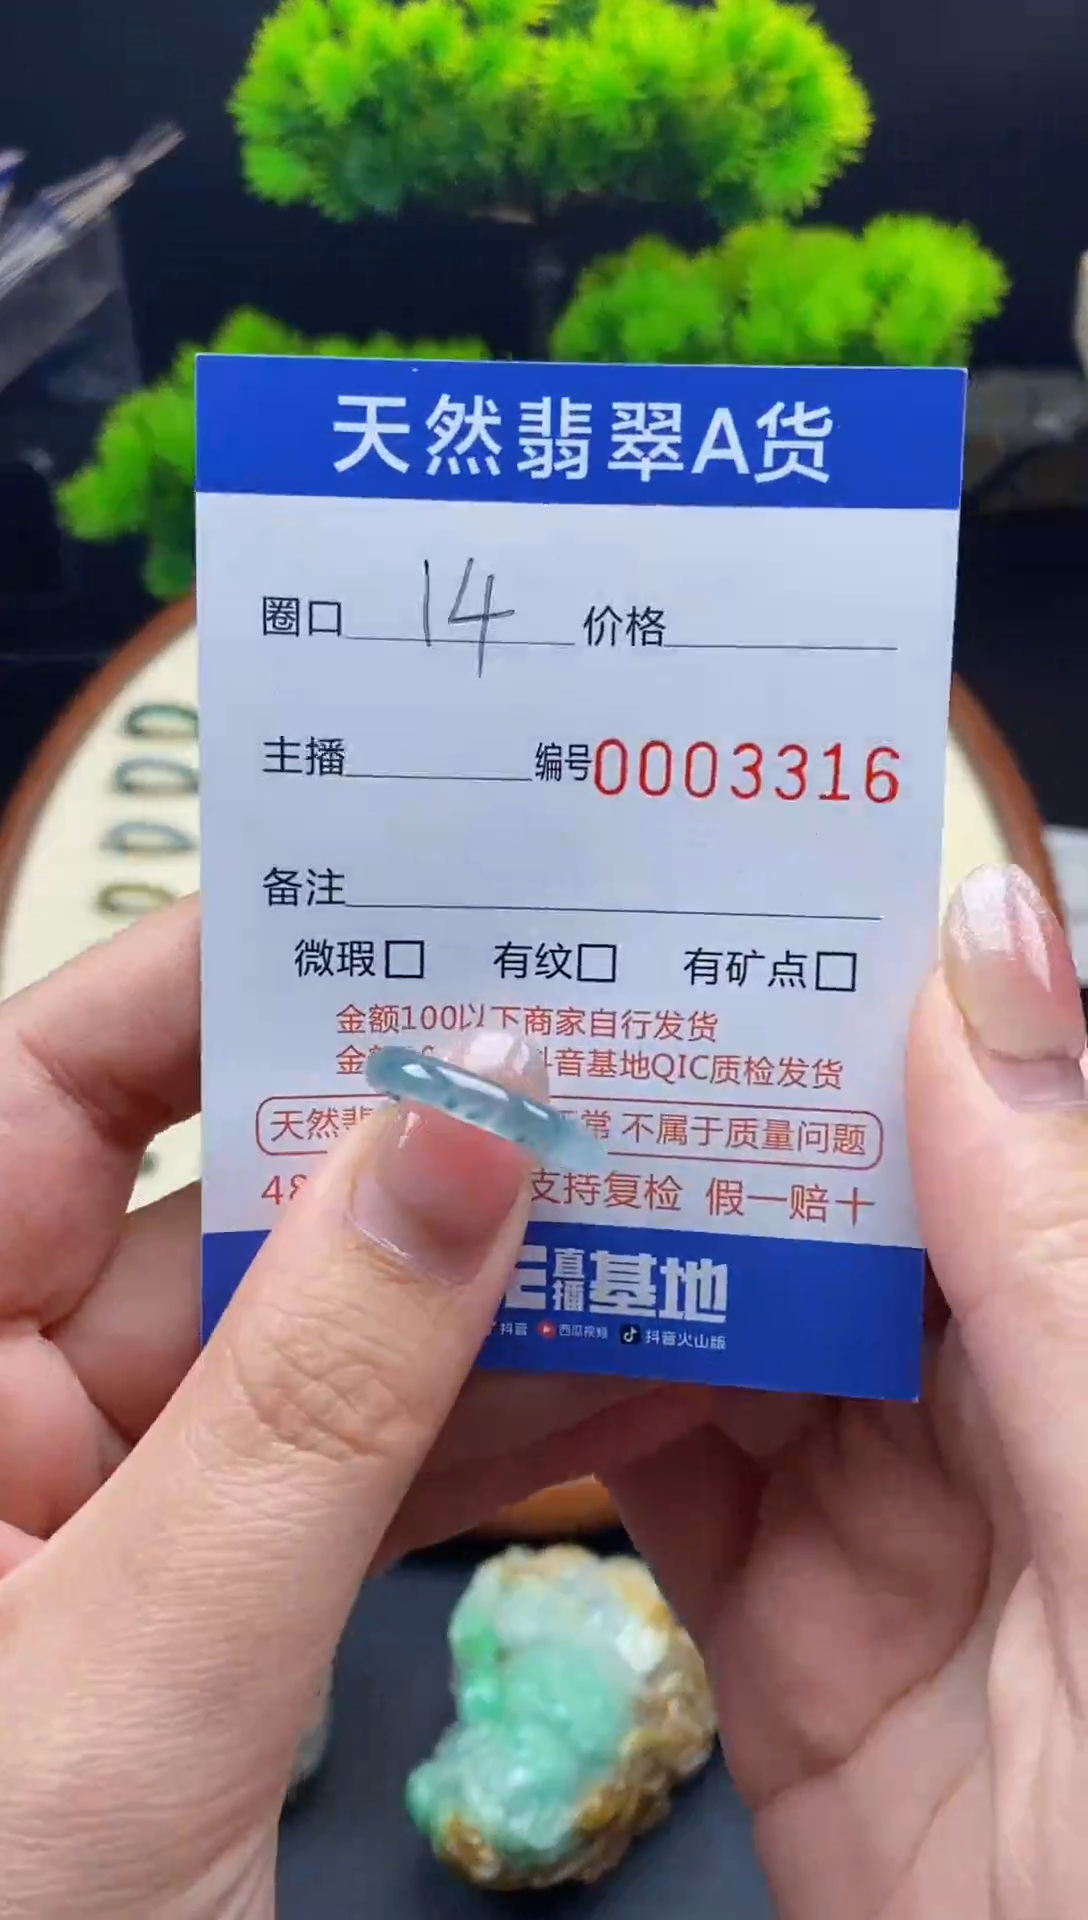 天然翡翠A货
圈口 14 价格
主播 编号0003316
备注
微瑕□ 有纹□ 有矿点□
金额100以下商家自行发货
金 音基地QIC质检发货
天然 常 不属于质量问题
48 支持复检 假一赔十
直播基地
抖音 西瓜视频 抖音火山版